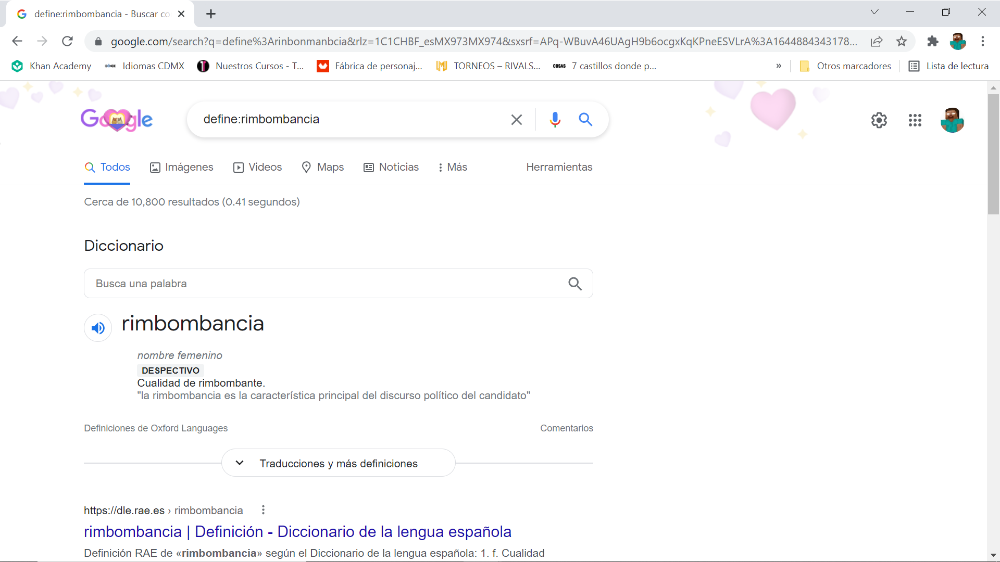 define:rimbombancia - Buscar co
google.com/search?q=define%3Arinbonmanbcia&rlz=1C1CHBF_esMX973MX974&sxsrf=APq-WBuvA46UAgH9b6ocgxKqKPneESVLrA%3A1644884343178...
Khan Academy Idiomas CDMX Nuestros Cursos - T... Fábrica de personaj... TORNEOS – RIVALS... COSAS 7 castillos donde p... » Otros marcadores Lista de lectura
Google define:rimbombancia
Todos Imágenes Videos Maps Noticias Más Herramientas
Cerca de 10,800 resultados (0.41 segundos)
Diccionario
Busca una palabra
rimbombancia
nombre femenino
DESPECTIVO
Cualidad de rimbombante.
"la rimbombancia es la característica principal del discurso político del candidato"
Definiciones de Oxford Languages Comentarios
Traducciones y más definiciones
https://dle.rae.es › rimbombancia
rimbombancia | Definición - Diccionario de la lengua española
Definición RAE de «rimbombancia» según el Diccionario de la lengua española: 1. f. Cualidad